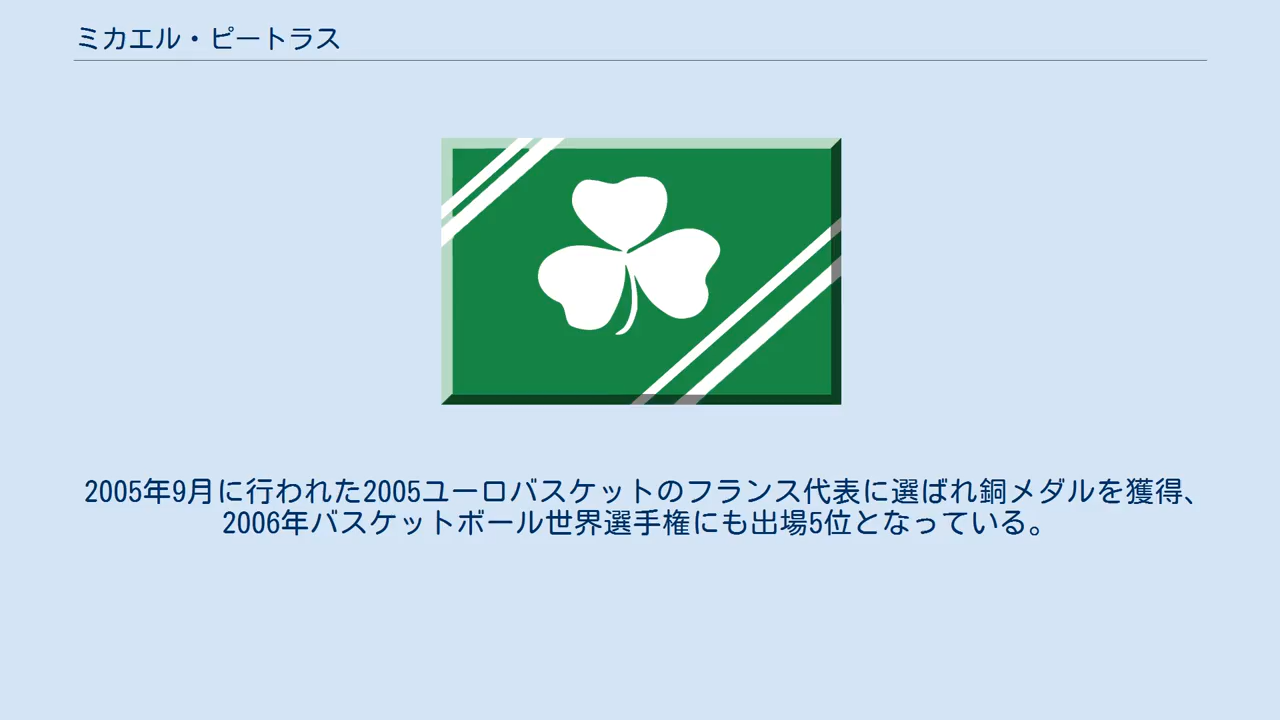 ミカエル・ピートラス
2005年9月に行われた2005ユーロバスケットのフランス代表に選ばれ銅メダルを獲得、
2006年バスケットボール世界選手権にも出場5位となっている。